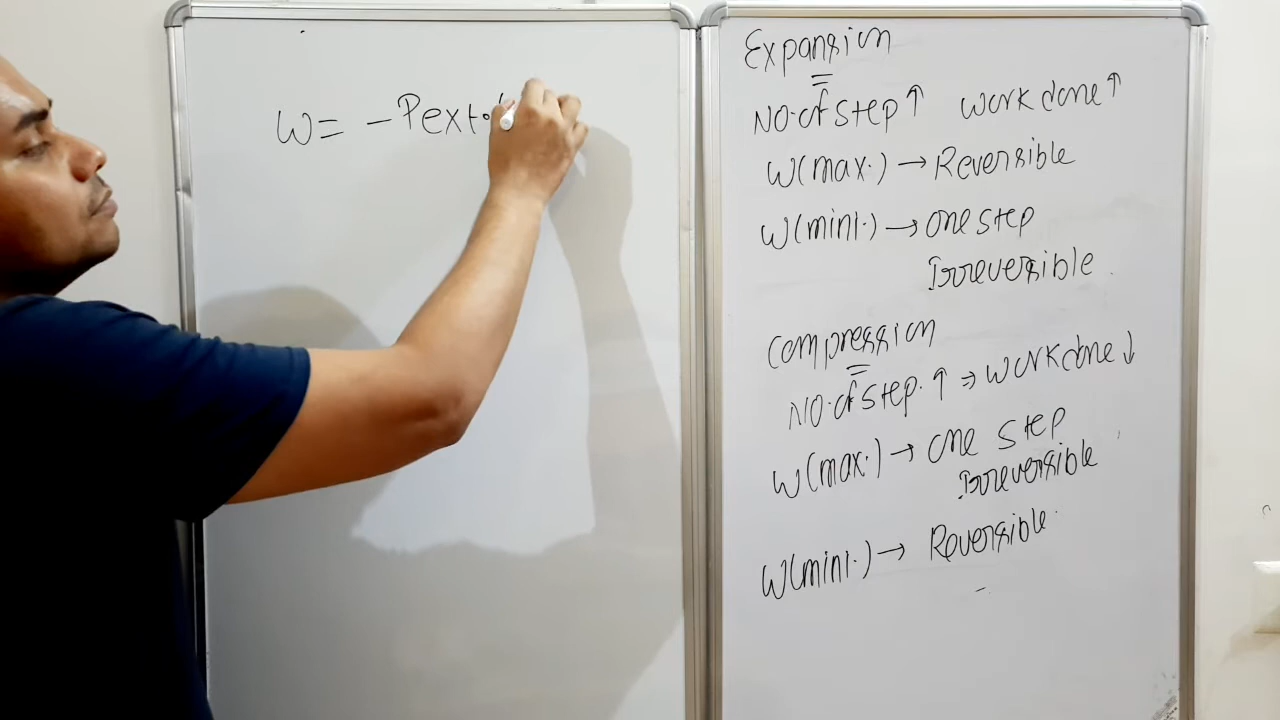 W= -Pext.
Expansion
NO.of step↑ Work done↑
W(max.) → Reversible
W(mini.) → One step
Irreversible
Compression
NO.of step.↑ ⇒ Work done↓
W(max.) → One step
Irreversible
W(mini.) → Reversible.